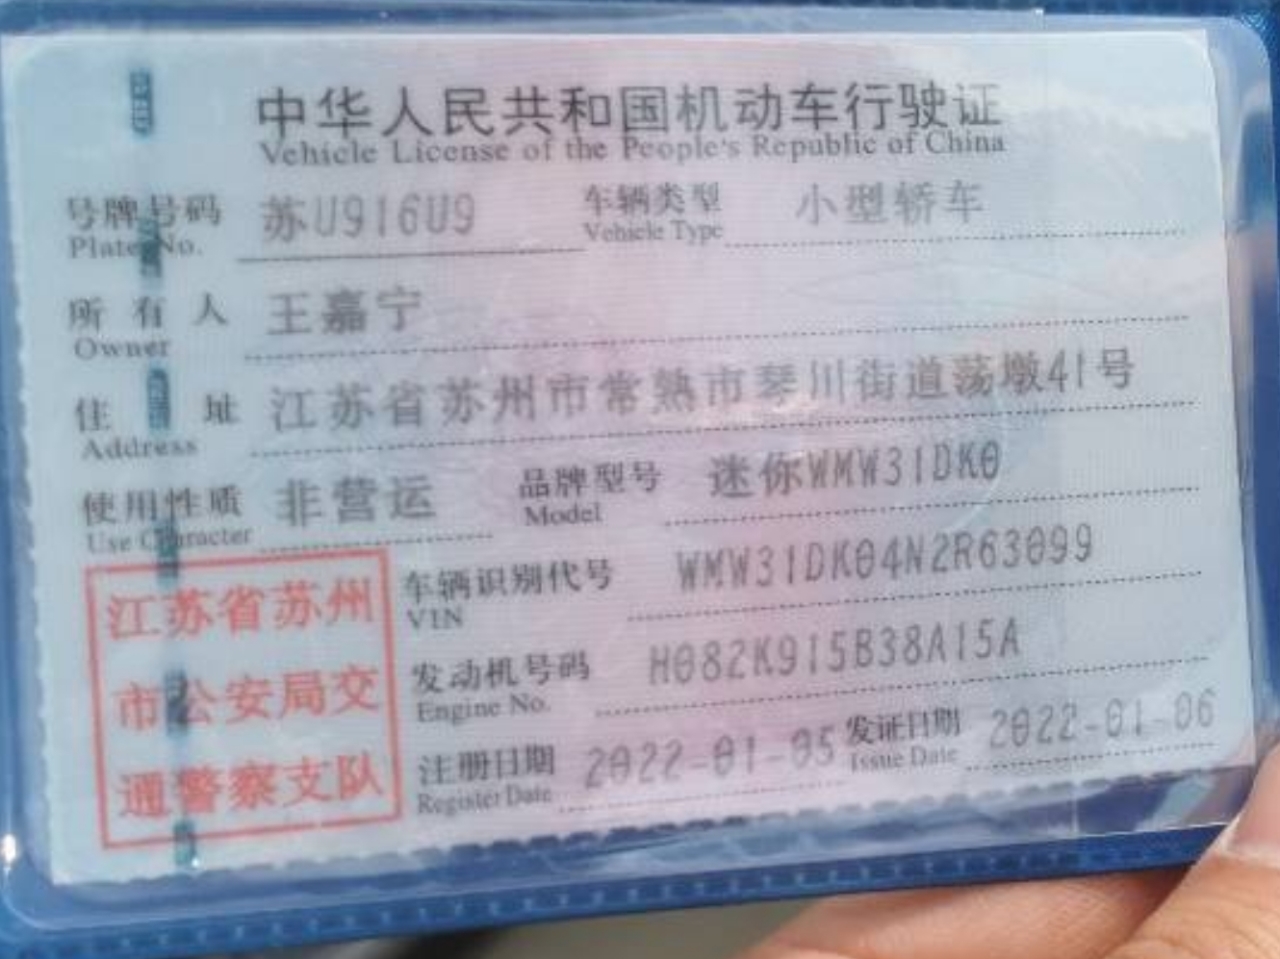 中华人民共和国机动车行驶证
Vehicle License of the People's Republic of China
号牌号码 苏U916U9 车辆类型 小型轿车
Plate No. Vehicle Type
所有人 王嘉宁
Owner
住址 江苏省苏州市常熟市琴川街道荡墩41号
Address
使用性质 非营运 品牌型号 迷你WMW31DK0
Use Character Model
车辆识别代号 WMW31DK04N2R63099
VIN
发动机号码 H082K915B38A15A
Engine No.
注册日期 2022-01-05 发证日期 2022-01-06
Register Date Issue Date
江苏省苏州
市公安局交
通警察支队